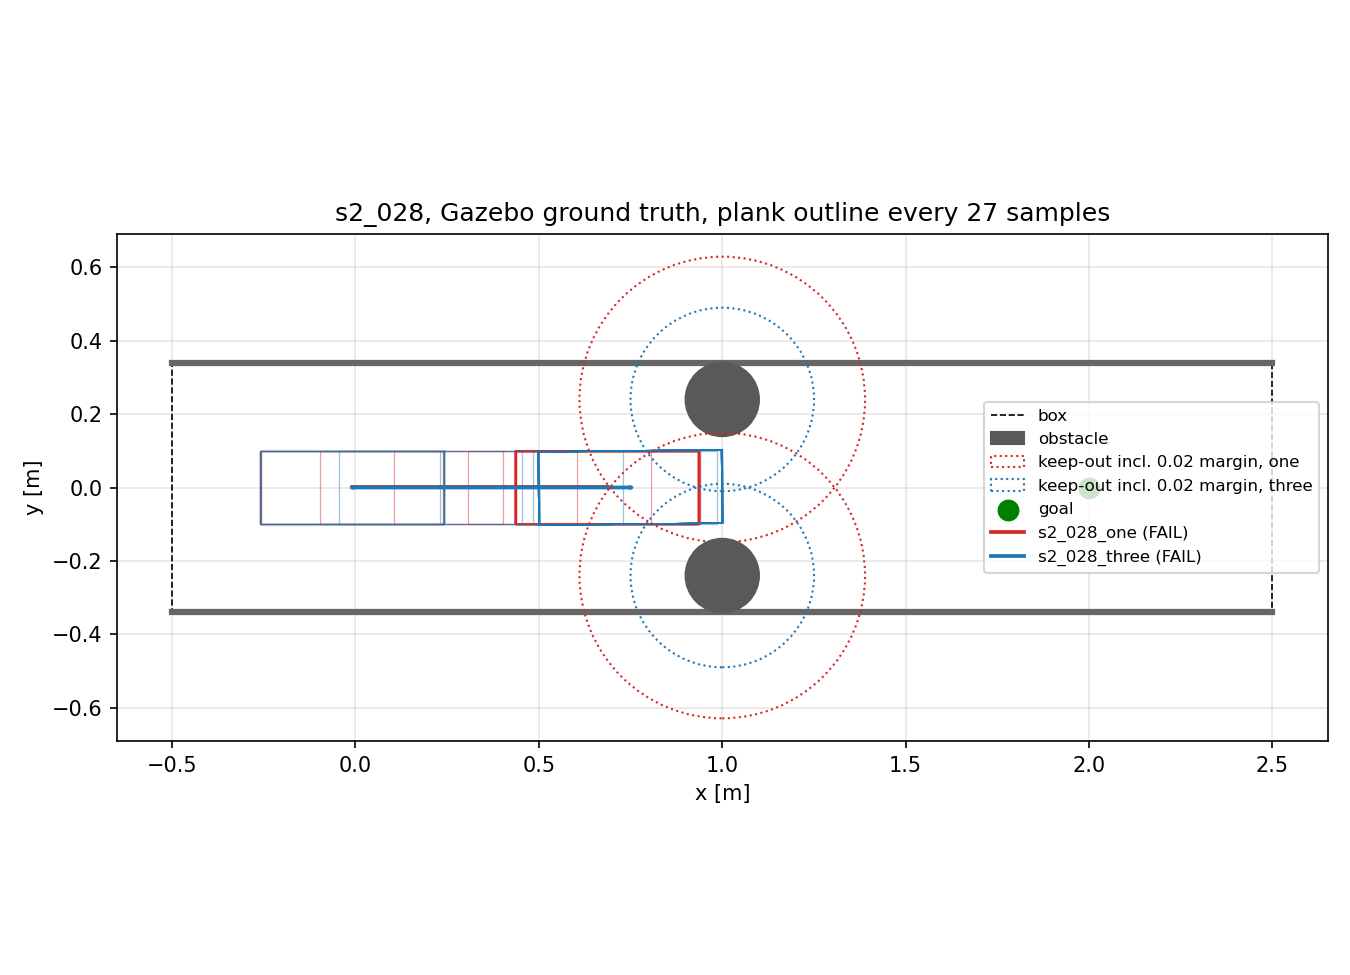 s2_028, Gazebo ground truth, plank outline every 27 samples
y [m]
0.6
0.4
0.2
0.0
−0.2
−0.4
−0.6
−0.5
0.0
0.5
1.0
1.5
2.0
2.5
x [m]
box
obstacle
keep-out incl. 0.02 margin, one
keep-out incl. 0.02 margin, three
goal
s2_028_one (FAIL)
s2_028_three (FAIL)